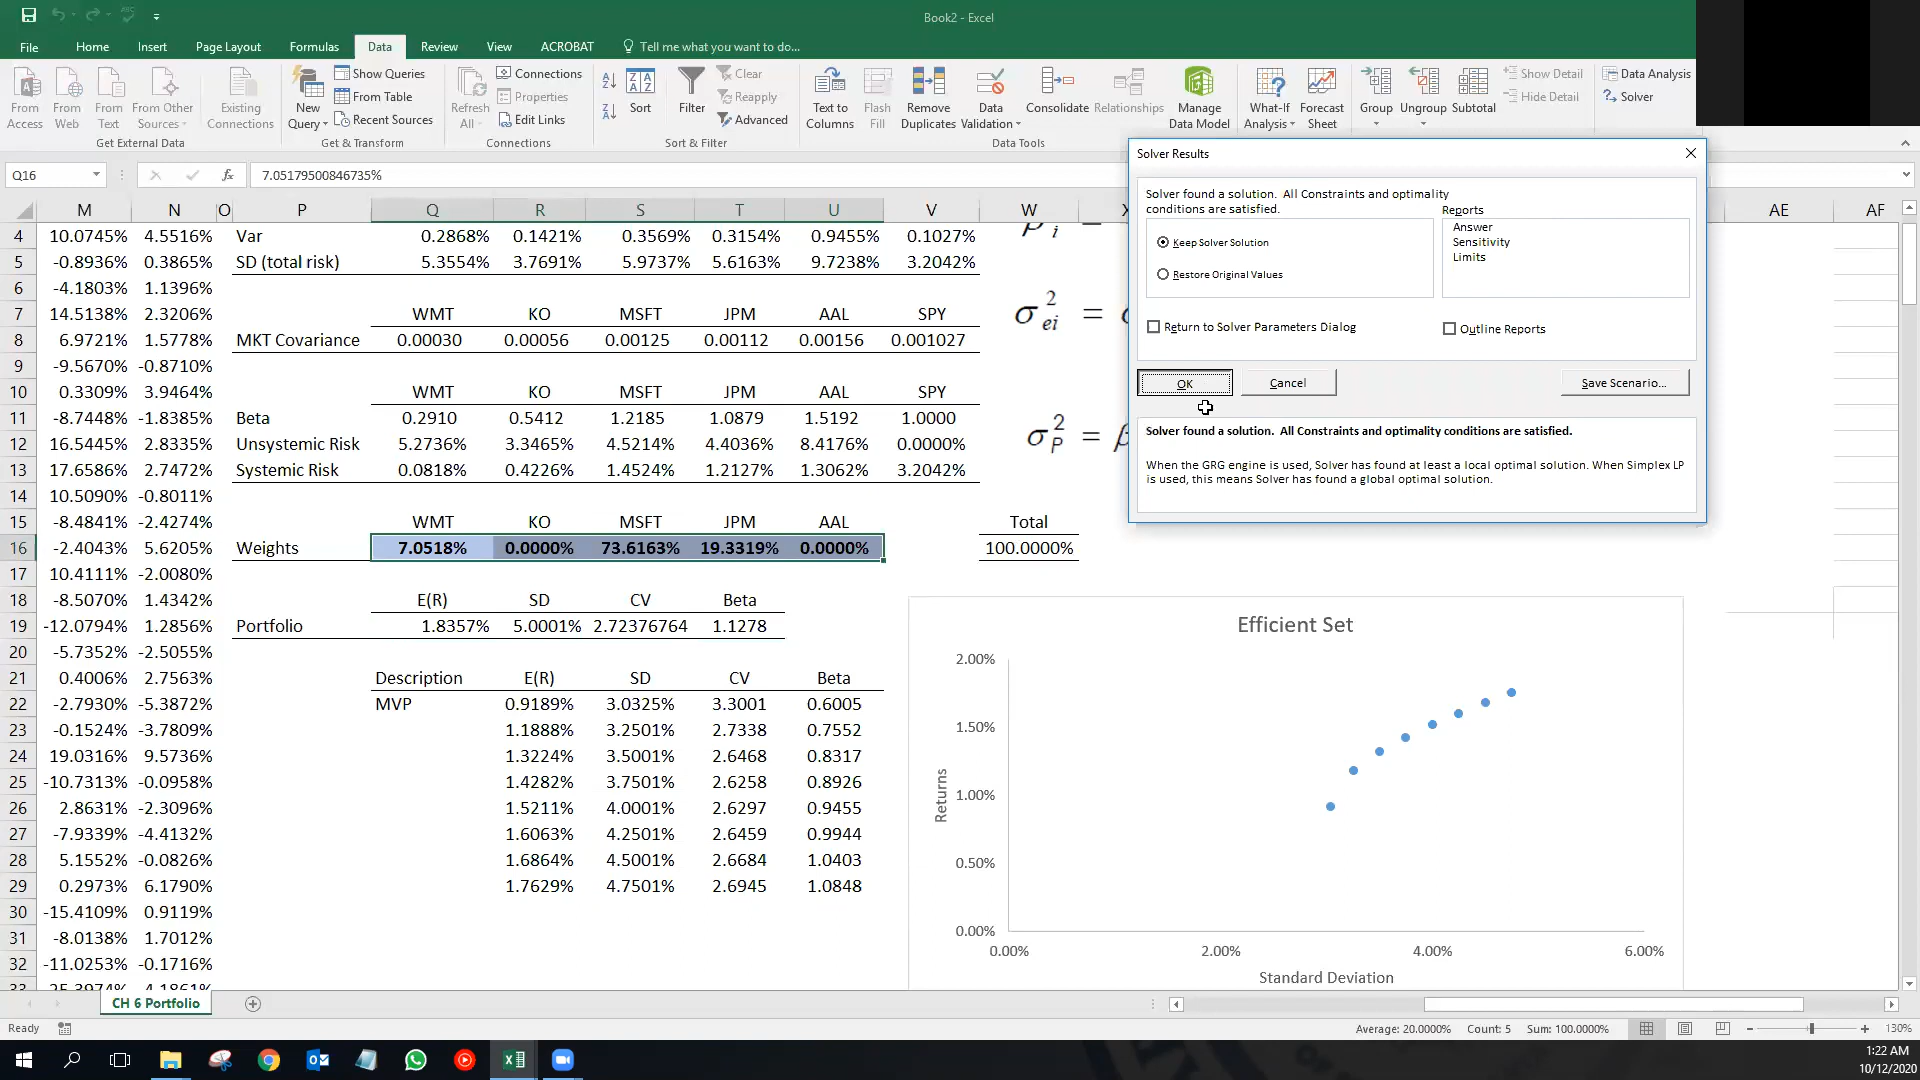 Book2 - Excel
File Home Insert Page Layout Formulas Data Review View ACROBAT Tell me what you want to do...
From Access
From Web
From Text
From Other Sources
Existing Connections
Get External Data
New Query
Show Queries
From Table
Recent Sources
Get & Transform
Refresh All
Connections
Properties
Edit Links
Connections
Sort
Filter
Clear
Reapply
Advanced
Sort & Filter
Text to Columns
Flash Fill
Remove Duplicates
Data Validation
Consolidate
Relationships
Manage Data Model
Data Tools
What-If Analysis
Forecast Sheet
Group
Ungroup
Subtotal
Show Detail
Hide Detail
Data Analysis
Solver
Q16 fx 7.05179500846735%
M N O P Q R S T U V W X AE AF
4 10.0745% 4.5516% Var 0.2868% 0.1421% 0.3569% 0.3154% 0.9455% 0.1027%
5 -0.8936% 0.3865% SD (total risk) 5.3554% 3.7691% 5.9737% 5.6163% 9.7238% 3.2042%
6 -4.1803% 1.1396%
7 14.5138% 2.3206% WMT KO MSFT JPM AAL SPY
8 6.9721% 1.5778% MKT Covariance 0.00030 0.00056 0.00125 0.00112 0.00156 0.001027
9 -9.5670% -0.8710%
10 0.3309% 3.9464% WMT KO MSFT JPM AAL SPY
11 -8.7448% -1.8385% Beta 0.2910 0.5412 1.2185 1.0879 1.5192 1.0000
12 16.5445% 2.8335% Unsystemic Risk 5.2736% 3.3465% 4.5214% 4.4036% 8.4176% 0.0000%
13 17.6586% 2.7472% Systemic Risk 0.0818% 0.4226% 1.4524% 1.2127% 1.3062% 3.2042%
14 10.5090% -0.8011%
15 -8.4841% -2.4274% WMT KO MSFT JPM AAL Total
16 -2.4043% 5.6205% Weights 7.0518% 0.0000% 73.6163% 19.3319% 0.0000% 100.0000%
17 10.4111% -2.0080%
18 -8.5070% 1.4342% E(R) SD CV Beta
19 -12.0794% 1.2856% Portfolio 1.8357% 5.0001% 2.72376764 1.1278
20 -5.7352% -2.5055%
21 0.4006% 2.7563% Description E(R) SD CV Beta
22 -2.7930% -5.3872% MVP 0.9189% 3.0325% 3.3001 0.6005
23 -0.1524% -3.7809% 1.1888% 3.2501% 2.7338 0.7552
24 19.0316% 9.5736% 1.3224% 3.5001% 2.6468 0.8317
25 -10.7313% -0.0958% 1.4282% 3.7501% 2.6258 0.8926
26 2.8631% -2.3096% 1.5211% 4.0001% 2.6297 0.9455
27 -7.9339% -4.4132% 1.6063% 4.2501% 2.6459 0.9944
28 5.1552% -0.0826% 1.6864% 4.5001% 2.6684 1.0403
29 0.2973% 6.1790% 1.7629% 4.7501% 2.6945 1.0848
30 -15.4109% 0.9119%
31 -8.0138% 1.7012%
32 -11.0253% -0.1716%
33 25.3974% 4.1861%
σ²ei =
σ²P = β
Solver Results
Solver found a solution. All Constraints and optimality
conditions are satisfied.
Keep Solver Solution
Restore Original Values
Reports
Answer
Sensitivity
Limits
Return to Solver Parameters Dialog
Outline Reports
OK
Cancel
Save Scenario...
Solver found a solution. All Constraints and optimality conditions are satisfied.
When the GRG engine is used, Solver has found at least a local optimal solution. When Simplex LP
is used, this means Solver has found a global optimal solution.
Efficient Set
2.00%
1.50%
1.00%
0.50%
0.00%
Returns
0.00% 2.00% 4.00% 6.00%
Standard Deviation
CH 6 Portfolio
Ready
Average: 20.0000% Count: 5 Sum: 100.0000% 130%
1:22 AM
10/12/2020